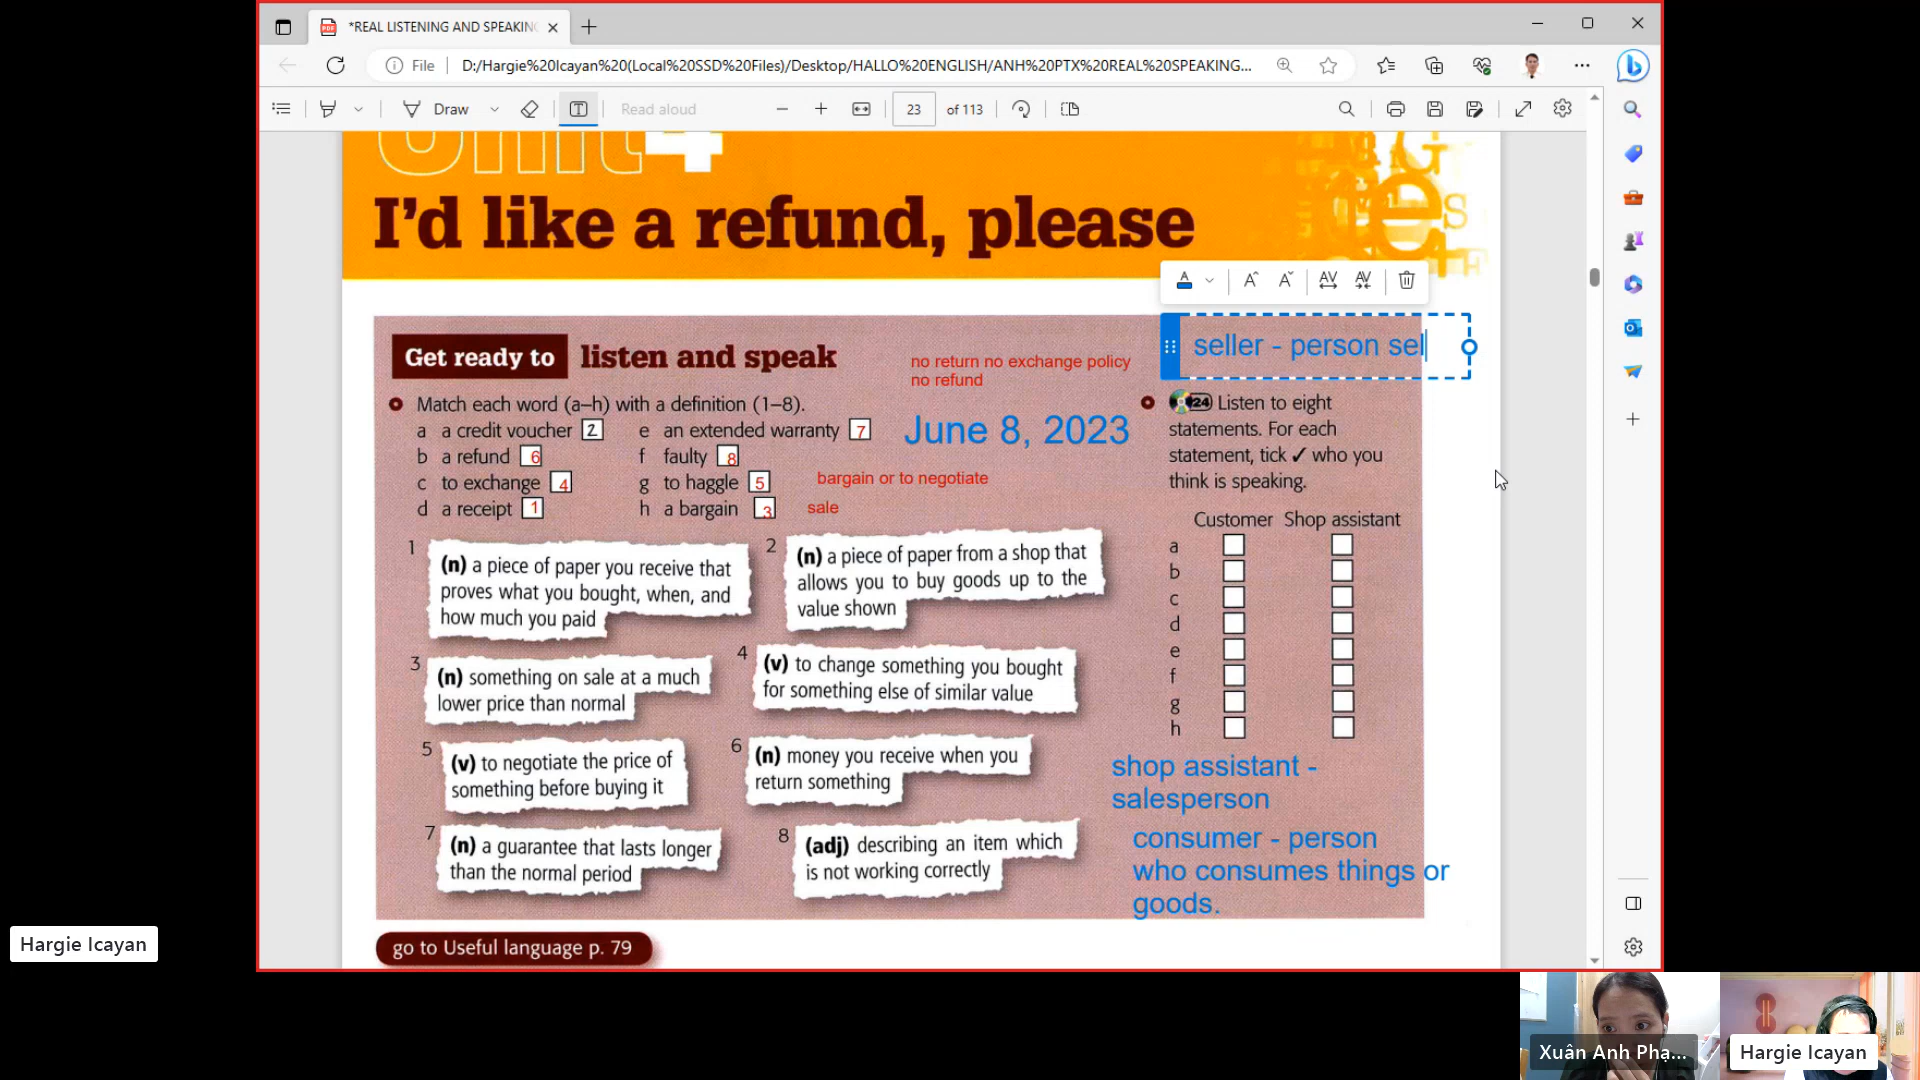 *REAL LISTENING AND SPEAKIN
File
D:/Hargie%20Icayan%20(Local%20SSD%20Files)/Desktop/HALLO%20ENGLISH/ANH%20PTX%20REAL%20SPEAKING...
Draw
Read aloud
23
of 113
Unit 4
I'd like a refund, please
seller - person sel
Get ready to listen and speak
no return no exchange policy
no refund
Match each word (a–h) with a definition (1–8).
a a credit voucher 2
e an extended warranty 7
b a refund 6
f faulty 8
c to exchange 4
g to haggle 5
d a receipt 1
h a bargain 3
June 8, 2023
bargain or to negotiate
sale
24 Listen to eight
statements. For each
statement, tick ✓ who you
think is speaking.
Customer Shop assistant
a
b
c
d
e
f
g
h
1
(n) a piece of paper you receive that
proves what you bought, when, and
how much you paid
2
(n) a piece of paper from a shop that
allows you to buy goods up to the
value shown
3
(n) something on sale at a much
lower price than normal
4
(v) to change something you bought
for something else of similar value
5
(v) to negotiate the price of
something before buying it
6
(n) money you receive when you
return something
7
(n) a guarantee that lasts longer
than the normal period
8
(adj) describing an item which
is not working correctly
shop assistant -
salesperson
consumer - person
who consumes things or
goods.
go to Useful language p. 79
Hargie Icayan
Xuân Anh Phạ...
Hargie Icayan